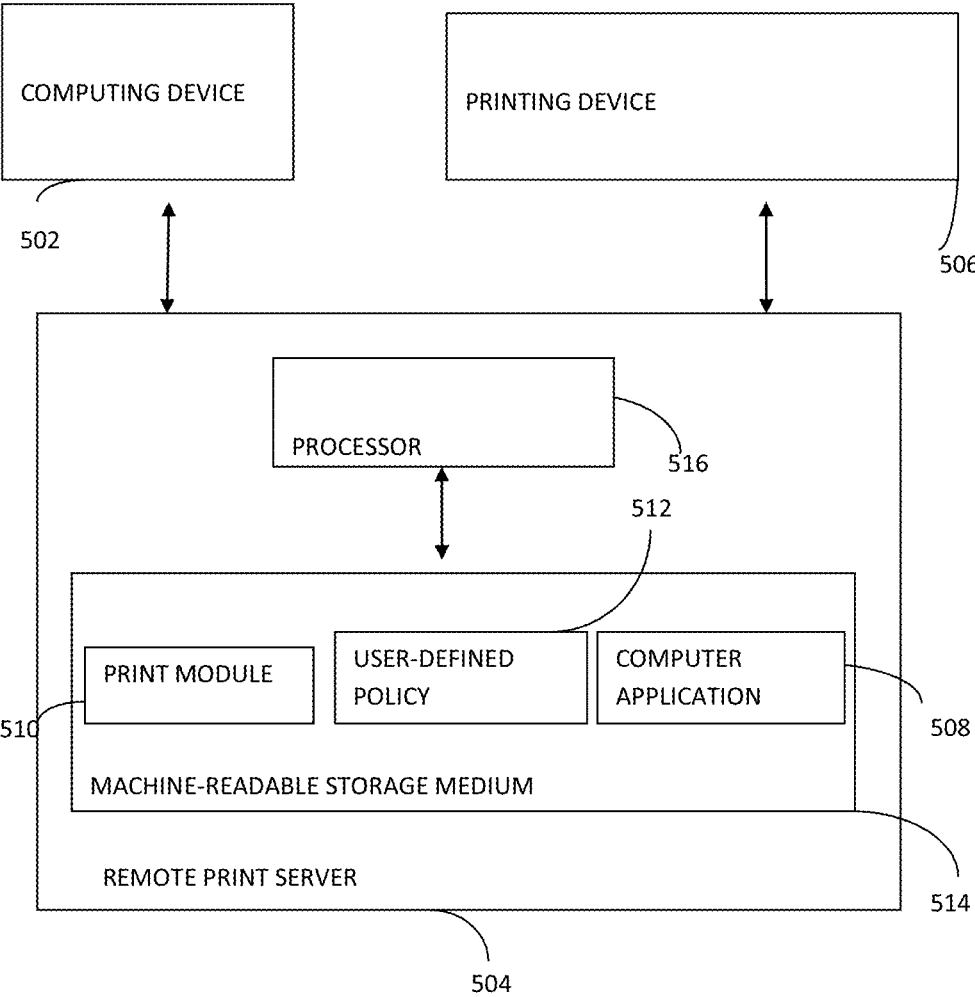 COMPUTING DEVICE
PRINTING DEVICE
502
506
PROCESSOR
516
512
PRINT MODULE
USER-DEFINED
POLICY
COMPUTER
APPLICATION
510
508
MACHINE-READABLE STORAGE MEDIUM
REMOTE PRINT SERVER
514
504